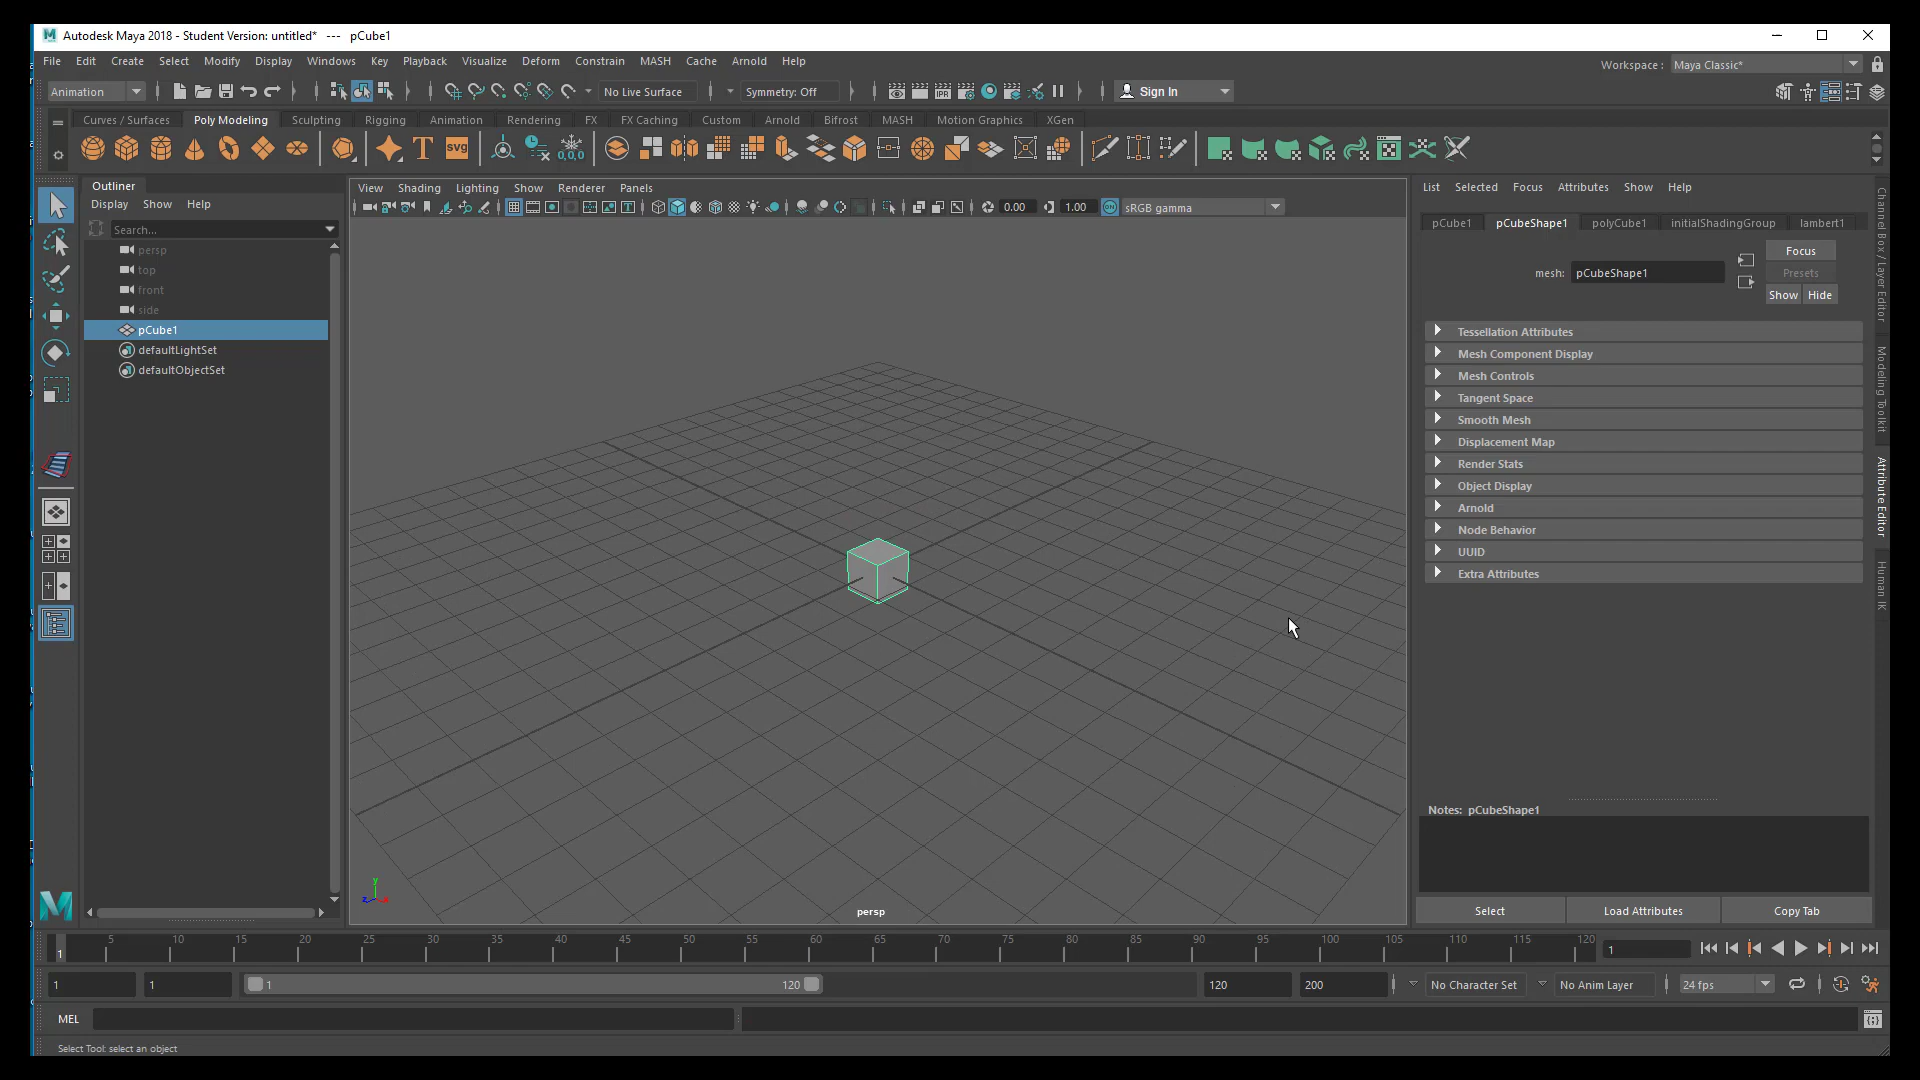 Autodesk Maya 2018 - Student Version: untitled* --- pCube1
File Edit Create Select Modify Display Windows Key Playback Visualize Deform Constrain MASH Cache Arnold Help
Workspace : Maya Classic*
Animation No Live Surface Symmetry: Off IPR Sign In
Curves / Surfaces Poly Modeling Sculpting Rigging Animation Rendering FX FX Caching Custom Arnold Bifrost MASH Motion Graphics XGen
T SVG 0,0,0
Outliner
Display Show Help
Search...
persp
top
front
side
pCube1
defaultLightSet
defaultObjectSet
View Shading Lighting Show Renderer Panels
0.00 1.00 ON sRGB gamma
y
z x
persp
List Selected Focus Attributes Show Help
pCube1 pCubeShape1 polyCube1 initialShadingGroup lambert1
mesh: pCubeShape1
Focus
Presets
Show Hide
Tessellation Attributes
Mesh Component Display
Mesh Controls
Tangent Space
Smooth Mesh
Displacement Map
Render Stats
Object Display
Arnold
Node Behavior
UUID
Extra Attributes
Notes: pCubeShape1
Select Load Attributes Copy Tab
Channel Box / Layer Editor
Modeling Toolkit
Attribute Editor
Human IK
M
1 5 10 15 20 25 30 35 40 45 50 55 60 65 70 75 80 85 90 95 100 105 110 115 120 1
1 1 1 120 120 200 No Character Set No Anim Layer 24 fps
MEL
Select Tool: select an object